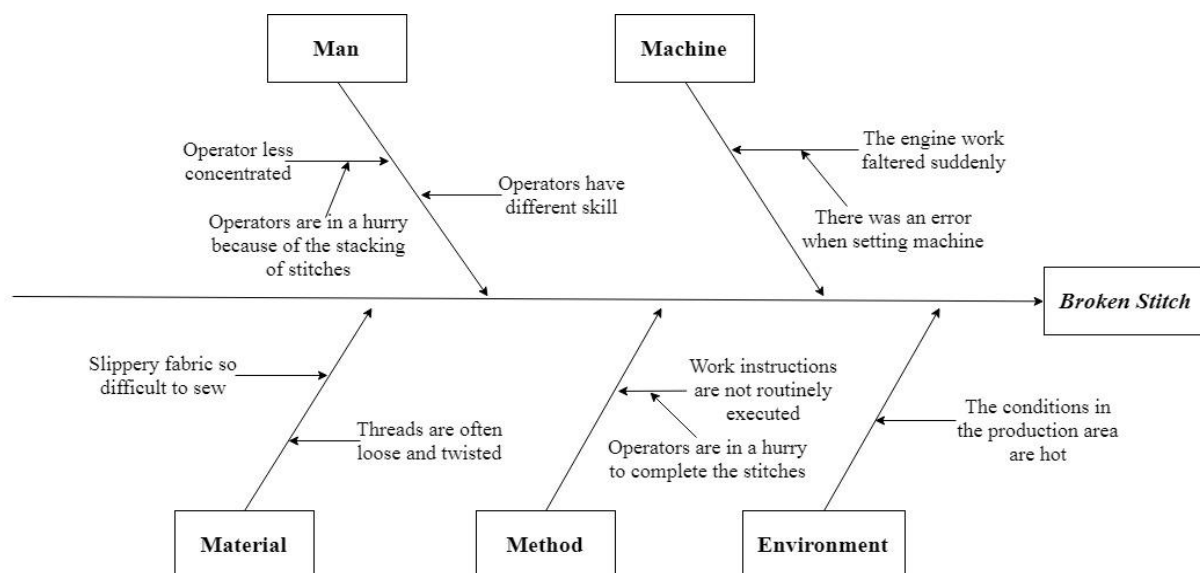 Man
Machine
Operator less
concentrated
Operators are in a hurry
because of the stacking
of stitches
Operators have
different skill
The engine work
faltered suddenly
There was an error
when setting machine
Broken Stitch
Slippery fabric so
difficult to sew
Threads are often
loose and twisted
Work instructions
are not routinely
executed
Operators are in a hurry
to complete the stitches
The conditions in
the production area
are hot
Material
Method
Environment